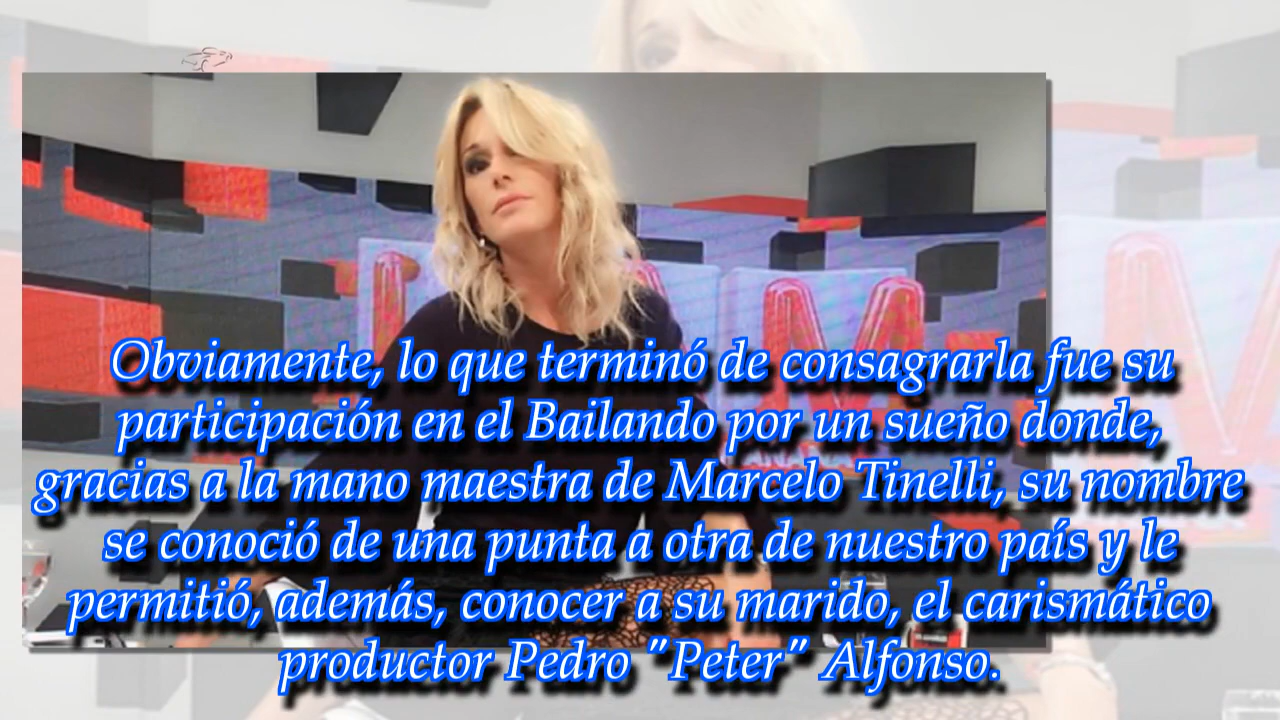 Obviamente, lo que terminó de consagrarla fue su
participación en el Bailando por un sueño donde,
gracias a la mano maestra de Marcelo Tinelli, su nombre
se conoció de una punta a otra de nuestro país y le
permitió, además, conocer a su marido, el carismático
productor Pedro "Peter" Alfonso.